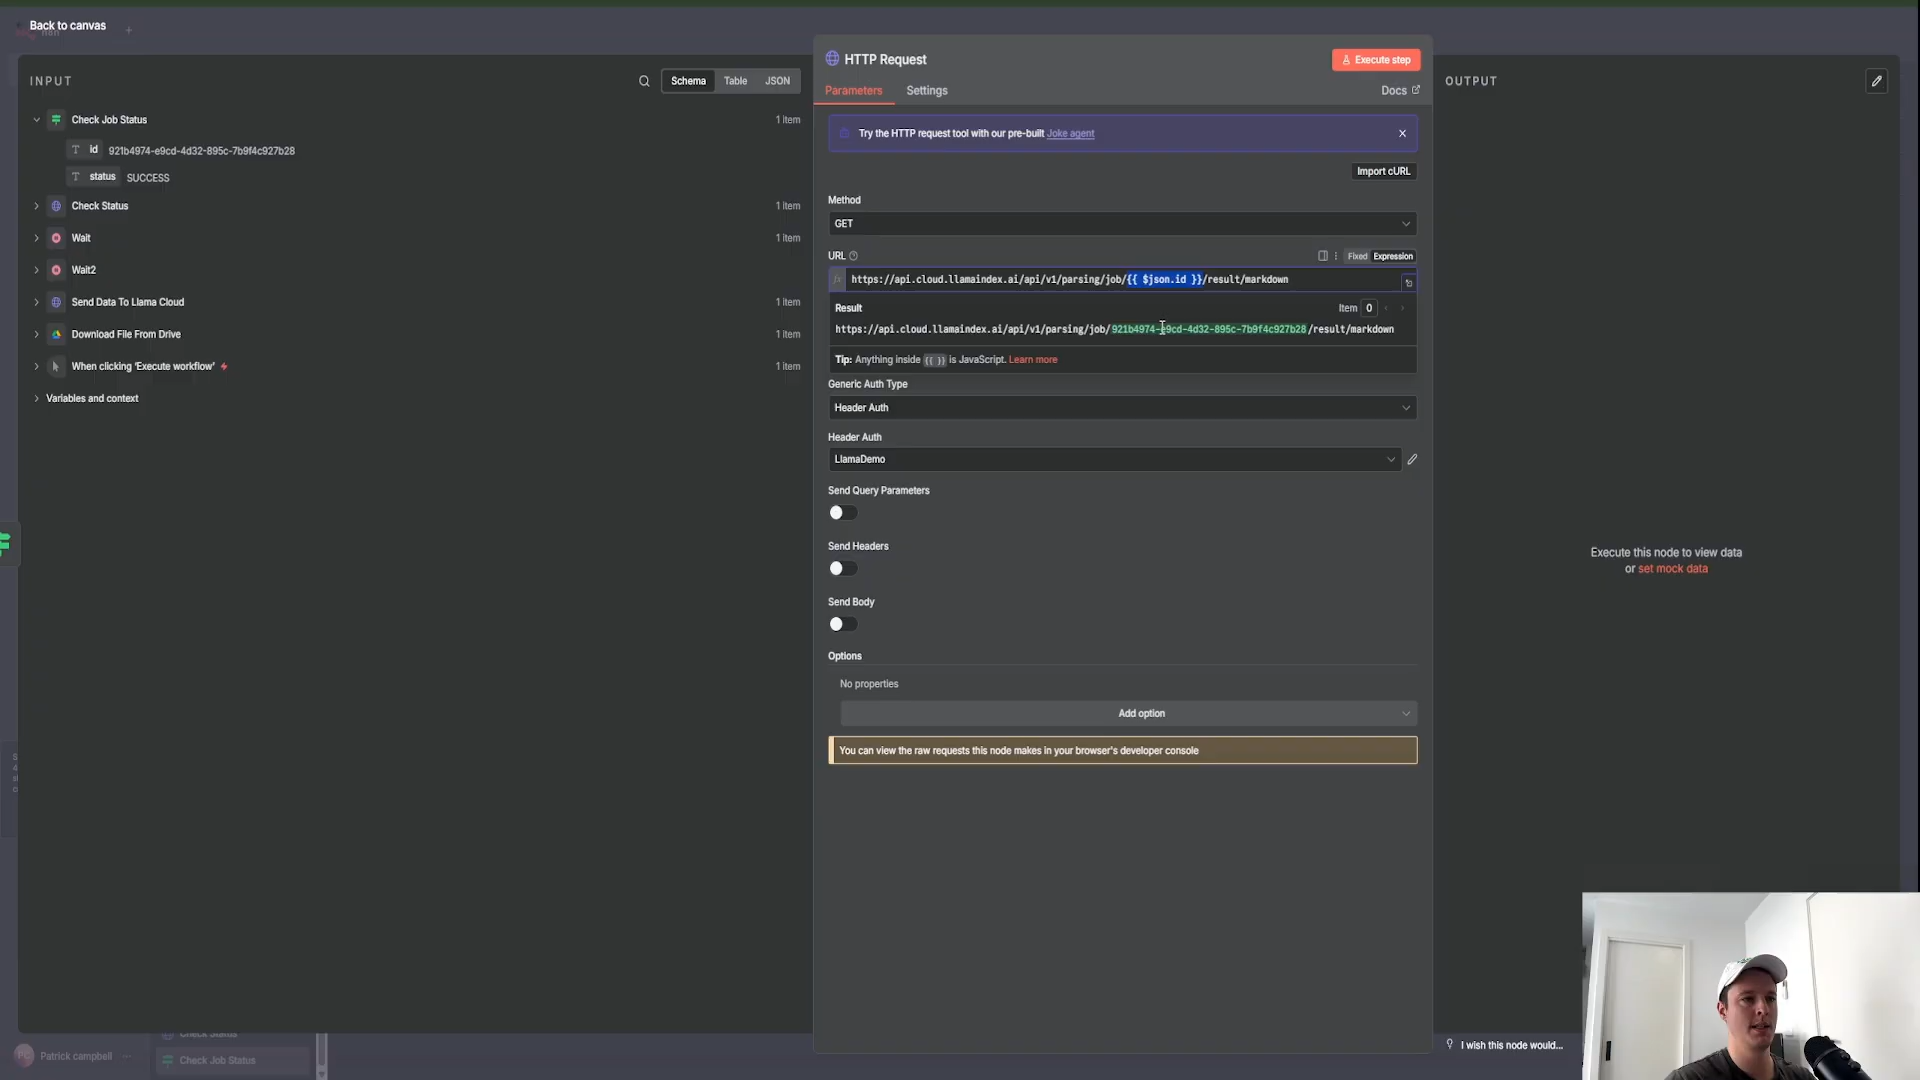 Back to canvas
n8n
+
INPUT
Schema
Table
JSON
Check Job Status
1 item
T id 921b4974-e9cd-4d32-895c-7b9f4c927b28
T status SUCCESS
Check Status
1 item
Wait
1 item
Wait2
1 item
Send Data To Llama Cloud
1 item
Download File From Drive
1 item
When clicking ‘Execute workflow’
1 item
Variables and context
Check Status
Check Job Status
PC Patrick campbell
HTTP Request
Execute step
Parameters
Settings
Docs
Try the HTTP request tool with our pre-built Joke agent
Import cURL
Method
GET
URL
Fixed
Expression
fx https://api.cloud.llamaindex.ai/api/v1/parsing/job/{{ $json.id }}/result/markdown
Result
Item 0
https://api.cloud.llamaindex.ai/api/v1/parsing/job/921b4974-e9cd-4d32-895c-7b9f4c927b28/result/markdown
Tip: Anything inside {{ }} is JavaScript. Learn more
Generic Auth Type
Header Auth
Header Auth
LlamaDemo
Send Query Parameters
Send Headers
Send Body
Options
No properties
Add option
You can view the raw requests this node makes in your browser's developer console
OUTPUT
Execute this node to view data
or set mock data
I wish this node would...